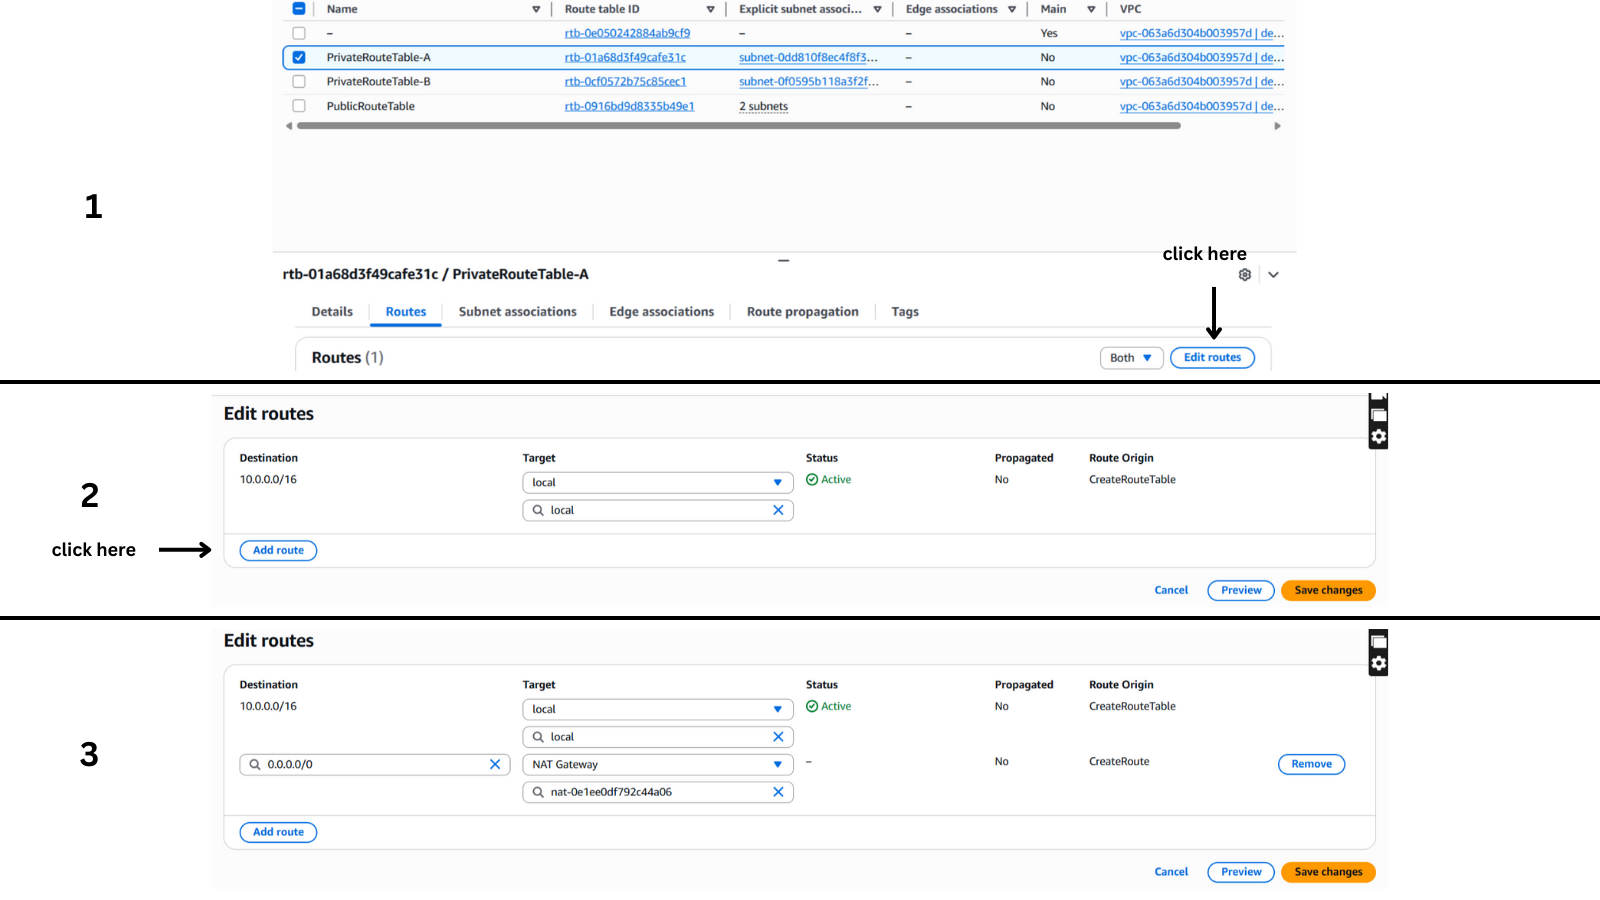 Name Route table ID Explicit subnet associ... Edge associations Main VPC
– rtb-0e050242884ab9cf9 – – Yes vpc-063a6d304b003957d | de...
PrivateRouteTable-A rtb-01a68d3f49cafe31c subnet-0dd810f8ec4f8f3... – No vpc-063a6d304b003957d | de...
PrivateRouteTable-B rtb-0cf0572b75c85cec1 subnet-0f0595b118a3f2f... – No vpc-063a6d304b003957d | de...
PublicRouteTable rtb-0916bd9d8335b49e1 2 subnets – No vpc-063a6d304b003957d | de...
1
click here
rtb-01a68d3f49cafe31c / PrivateRouteTable-A
Details Routes Subnet associations Edge associations Route propagation Tags
Routes (1) Both Edit routes
Edit routes
Destination Target Status Propagated Route Origin
10.0.0.0/16 local Active No CreateRouteTable
2
local
click here
Add route
Cancel Preview Save changes
Edit routes
Destination Target Status Propagated Route Origin
10.0.0.0/16 local Active No CreateRouteTable
local
3
0.0.0.0/0 NAT Gateway – No CreateRoute Remove
nat-0e1ee0df792c44a06
Add route
Cancel Preview Save changes